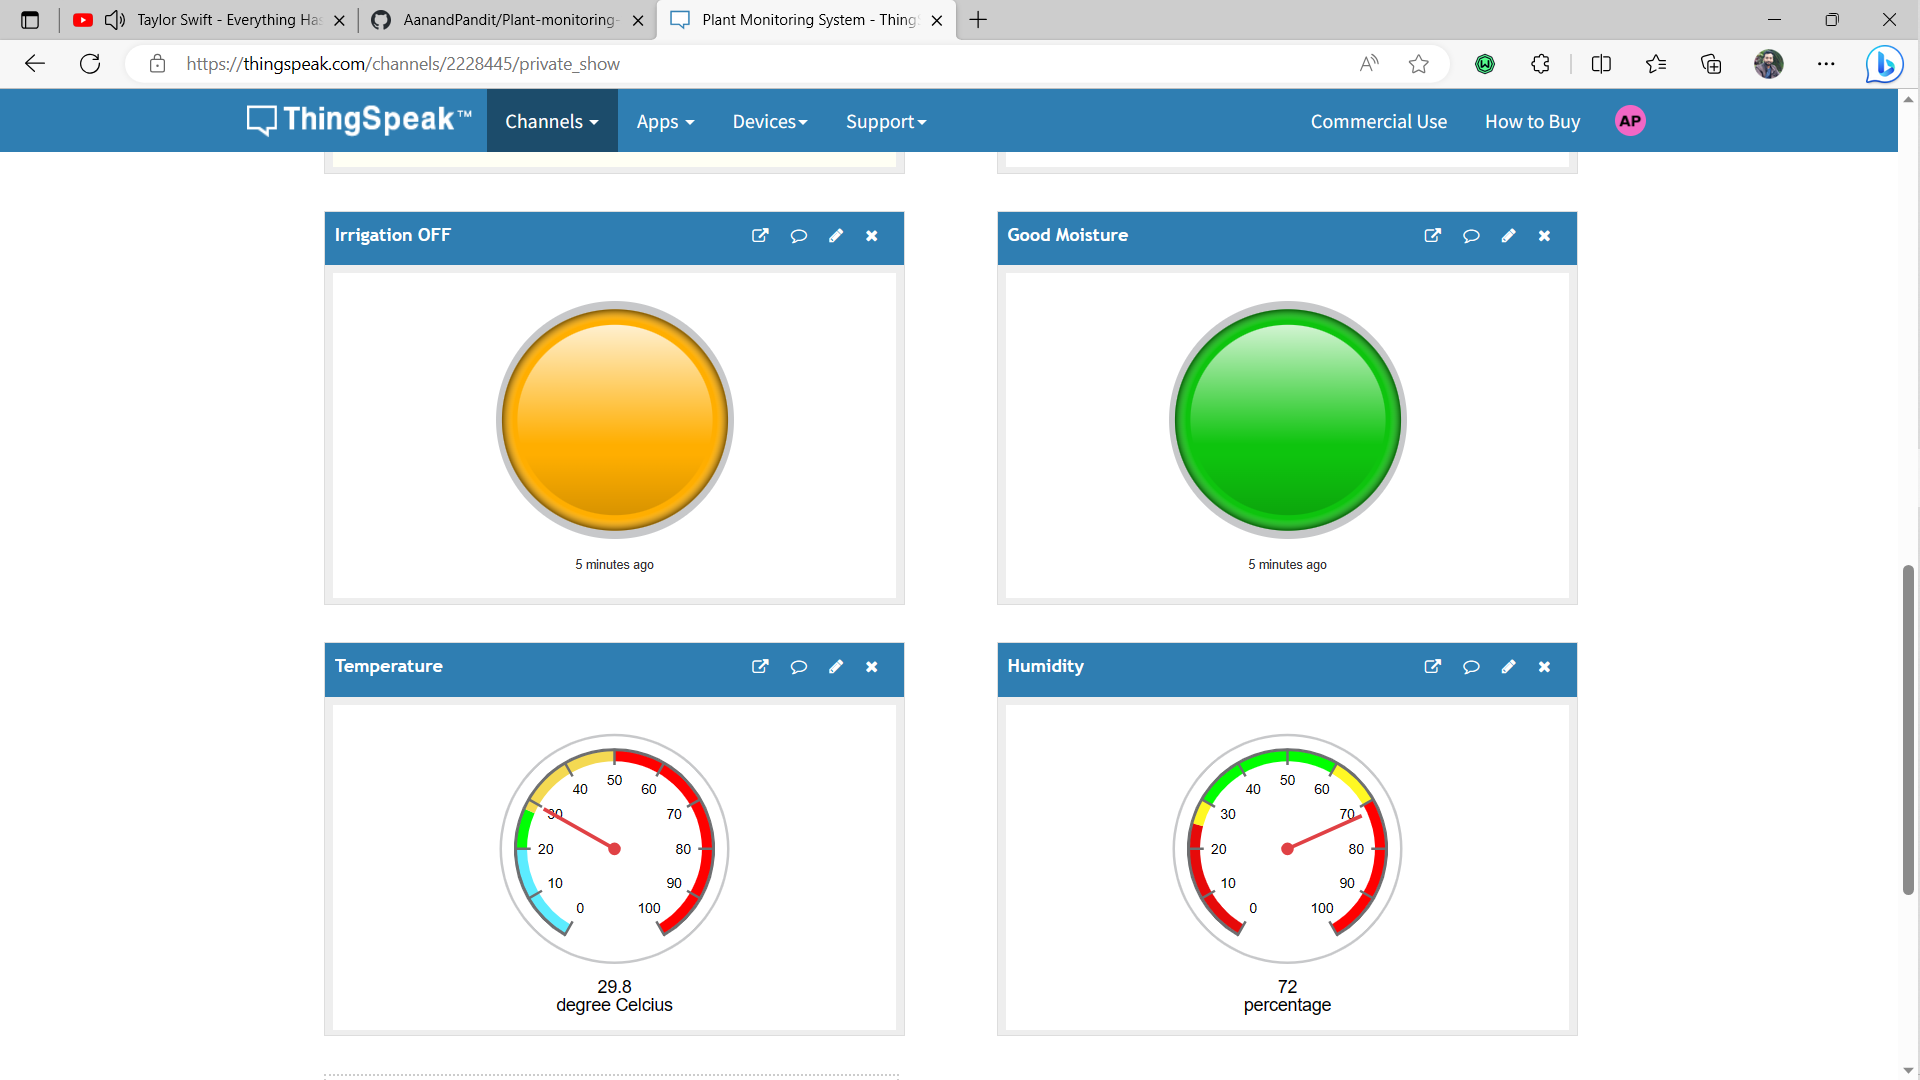 Taylor Swift - Everything Ha
AanandPandit/Plant-monitoring-
Plant Monitoring System - Thing
https://thingspeak.com/channels/2228445/private_show
ThingSpeak™
Channels
Apps
Devices
Support
Commercial Use
How to Buy
AP
Irrigation OFF
Good Moisture
5 minutes ago
5 minutes ago
Temperature
Humidity
0
10
20
30
40
50
60
70
80
90
100
29.8
degree Celcius
0
10
20
30
40
50
60
70
80
90
100
72
percentage